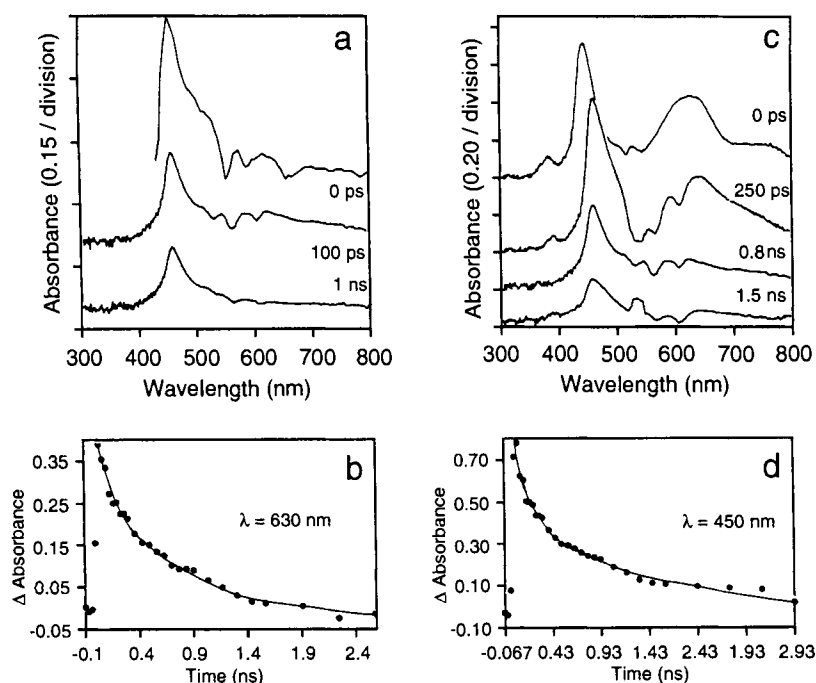 a
Absorbance (0.15 / division)
0 ps
100 ps
1 ns
300 400 500 600 700 800
Wavelength (nm)
c
Absorbance (0.20 / division)
0 ps
250 ps
0.8 ns
1.5 ns
300 400 500 600 700 800
Wavelength (nm)
b
Δ Absorbance
0.35
0.25
0.15
0.05
-0.05
λ = 630 nm
-0.1 0.4 0.9 1.4 1.9 2.4
Time (ns)
d
Δ Absorbance
0.70
0.50
0.30
0.10
-0.10
λ = 450 nm
-0.067 0.43 0.93 1.43 2.43 1.93 2.93
Time (ns)